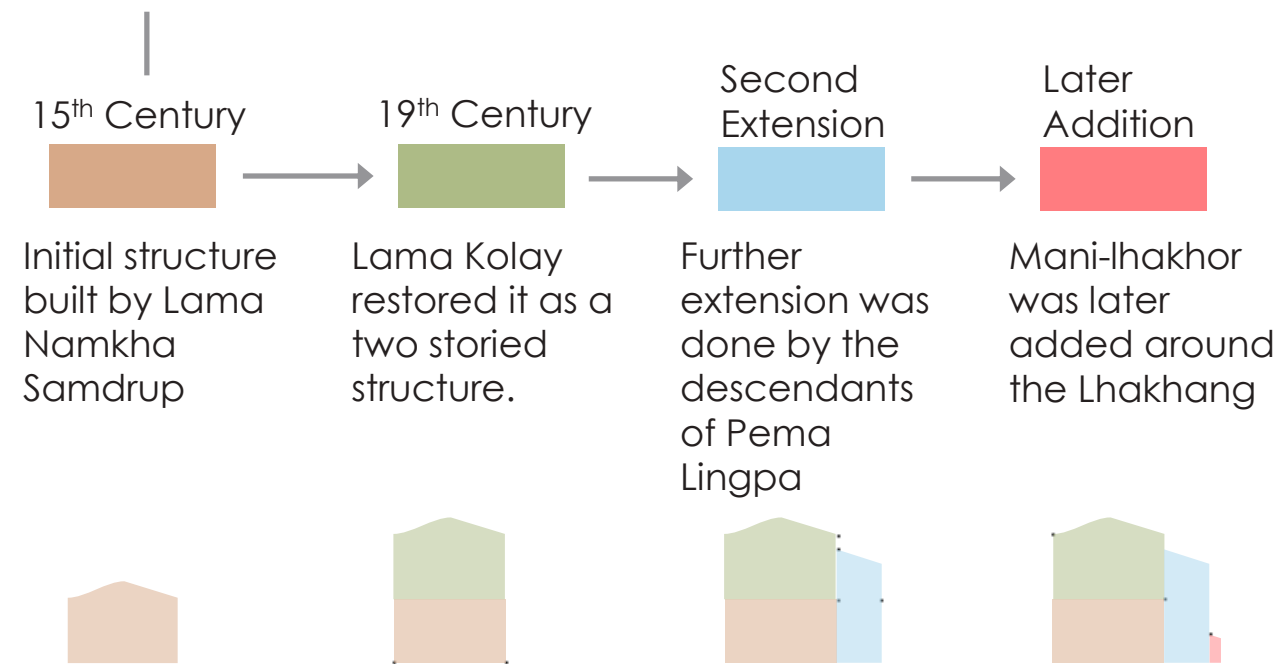 15th Century
Initial structure
built by Lama
Namkha
Samdrup
19th Century
Lama Kolay
restored it as a
two storied
structure.
Second
Extension
Further
extension was
done by the
descendants
of Pema
Lingpa
Later
Addition
Mani-lhakhor
was later
added around
the Lhakhang